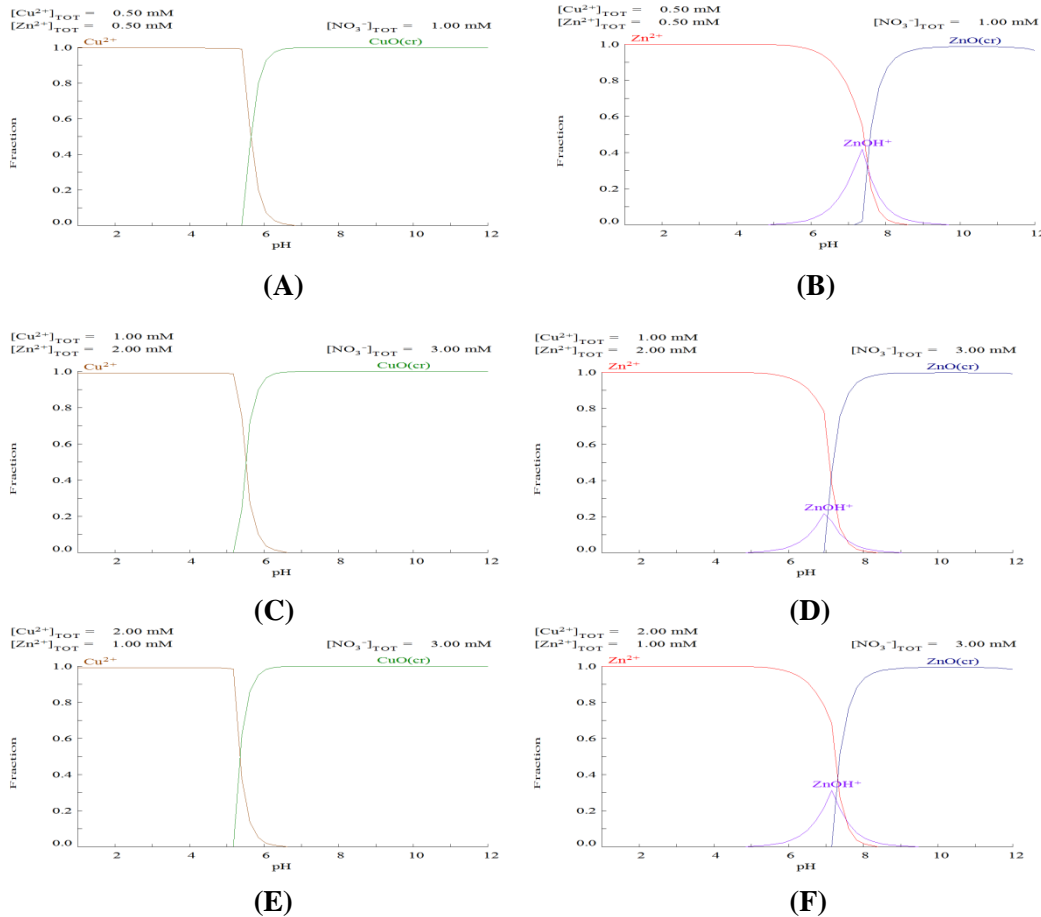 [Cu²⁺]TOT = 0.50 mM
[Zn²⁺]TOT = 0.50 mM [NO₃⁻]TOT = 1.00 mM
Cu²⁺ CuO(cr)
1.0
0.8
0.6
0.4
0.2
0.0
Fraction
2 4 6 8 10 12
pH
(A)
[Cu²⁺]TOT = 0.50 mM
[Zn²⁺]TOT = 0.50 mM [NO₃⁻]TOT = 1.00 mM
Zn²⁺ ZnO(cr)
ZnOH⁺
1.0
0.8
0.6
0.4
0.2
0.0
Fraction
2 4 6 8 10 12
pH
(B)
[Cu²⁺]TOT = 1.00 mM
[Zn²⁺]TOT = 2.00 mM [NO₃⁻]TOT = 3.00 mM
Cu²⁺ CuO(cr)
1.0
0.8
0.6
0.4
0.2
0.0
Fraction
2 4 6 8 10 12
pH
(C)
[Cu²⁺]TOT = 1.00 mM
[Zn²⁺]TOT = 2.00 mM [NO₃⁻]TOT = 3.00 mM
Zn²⁺ ZnO(cr)
ZnOH⁺
1.0
0.8
0.6
0.4
0.2
0.0
Fraction
2 4 6 8 10 12
pH
(D)
[Cu²⁺]TOT = 2.00 mM
[Zn²⁺]TOT = 1.00 mM [NO₃⁻]TOT = 3.00 mM
Cu²⁺ CuO(cr)
1.0
0.8
0.6
0.4
0.2
0.0
Fraction
2 4 6 8 10 12
pH
(E)
[Cu²⁺]TOT = 2.00 mM
[Zn²⁺]TOT = 1.00 mM [NO₃⁻]TOT = 3.00 mM
Zn²⁺ ZnO(cr)
ZnOH⁺
1.0
0.8
0.6
0.4
0.2
0.0
Fraction
2 4 6 8 10 12
pH
(F)